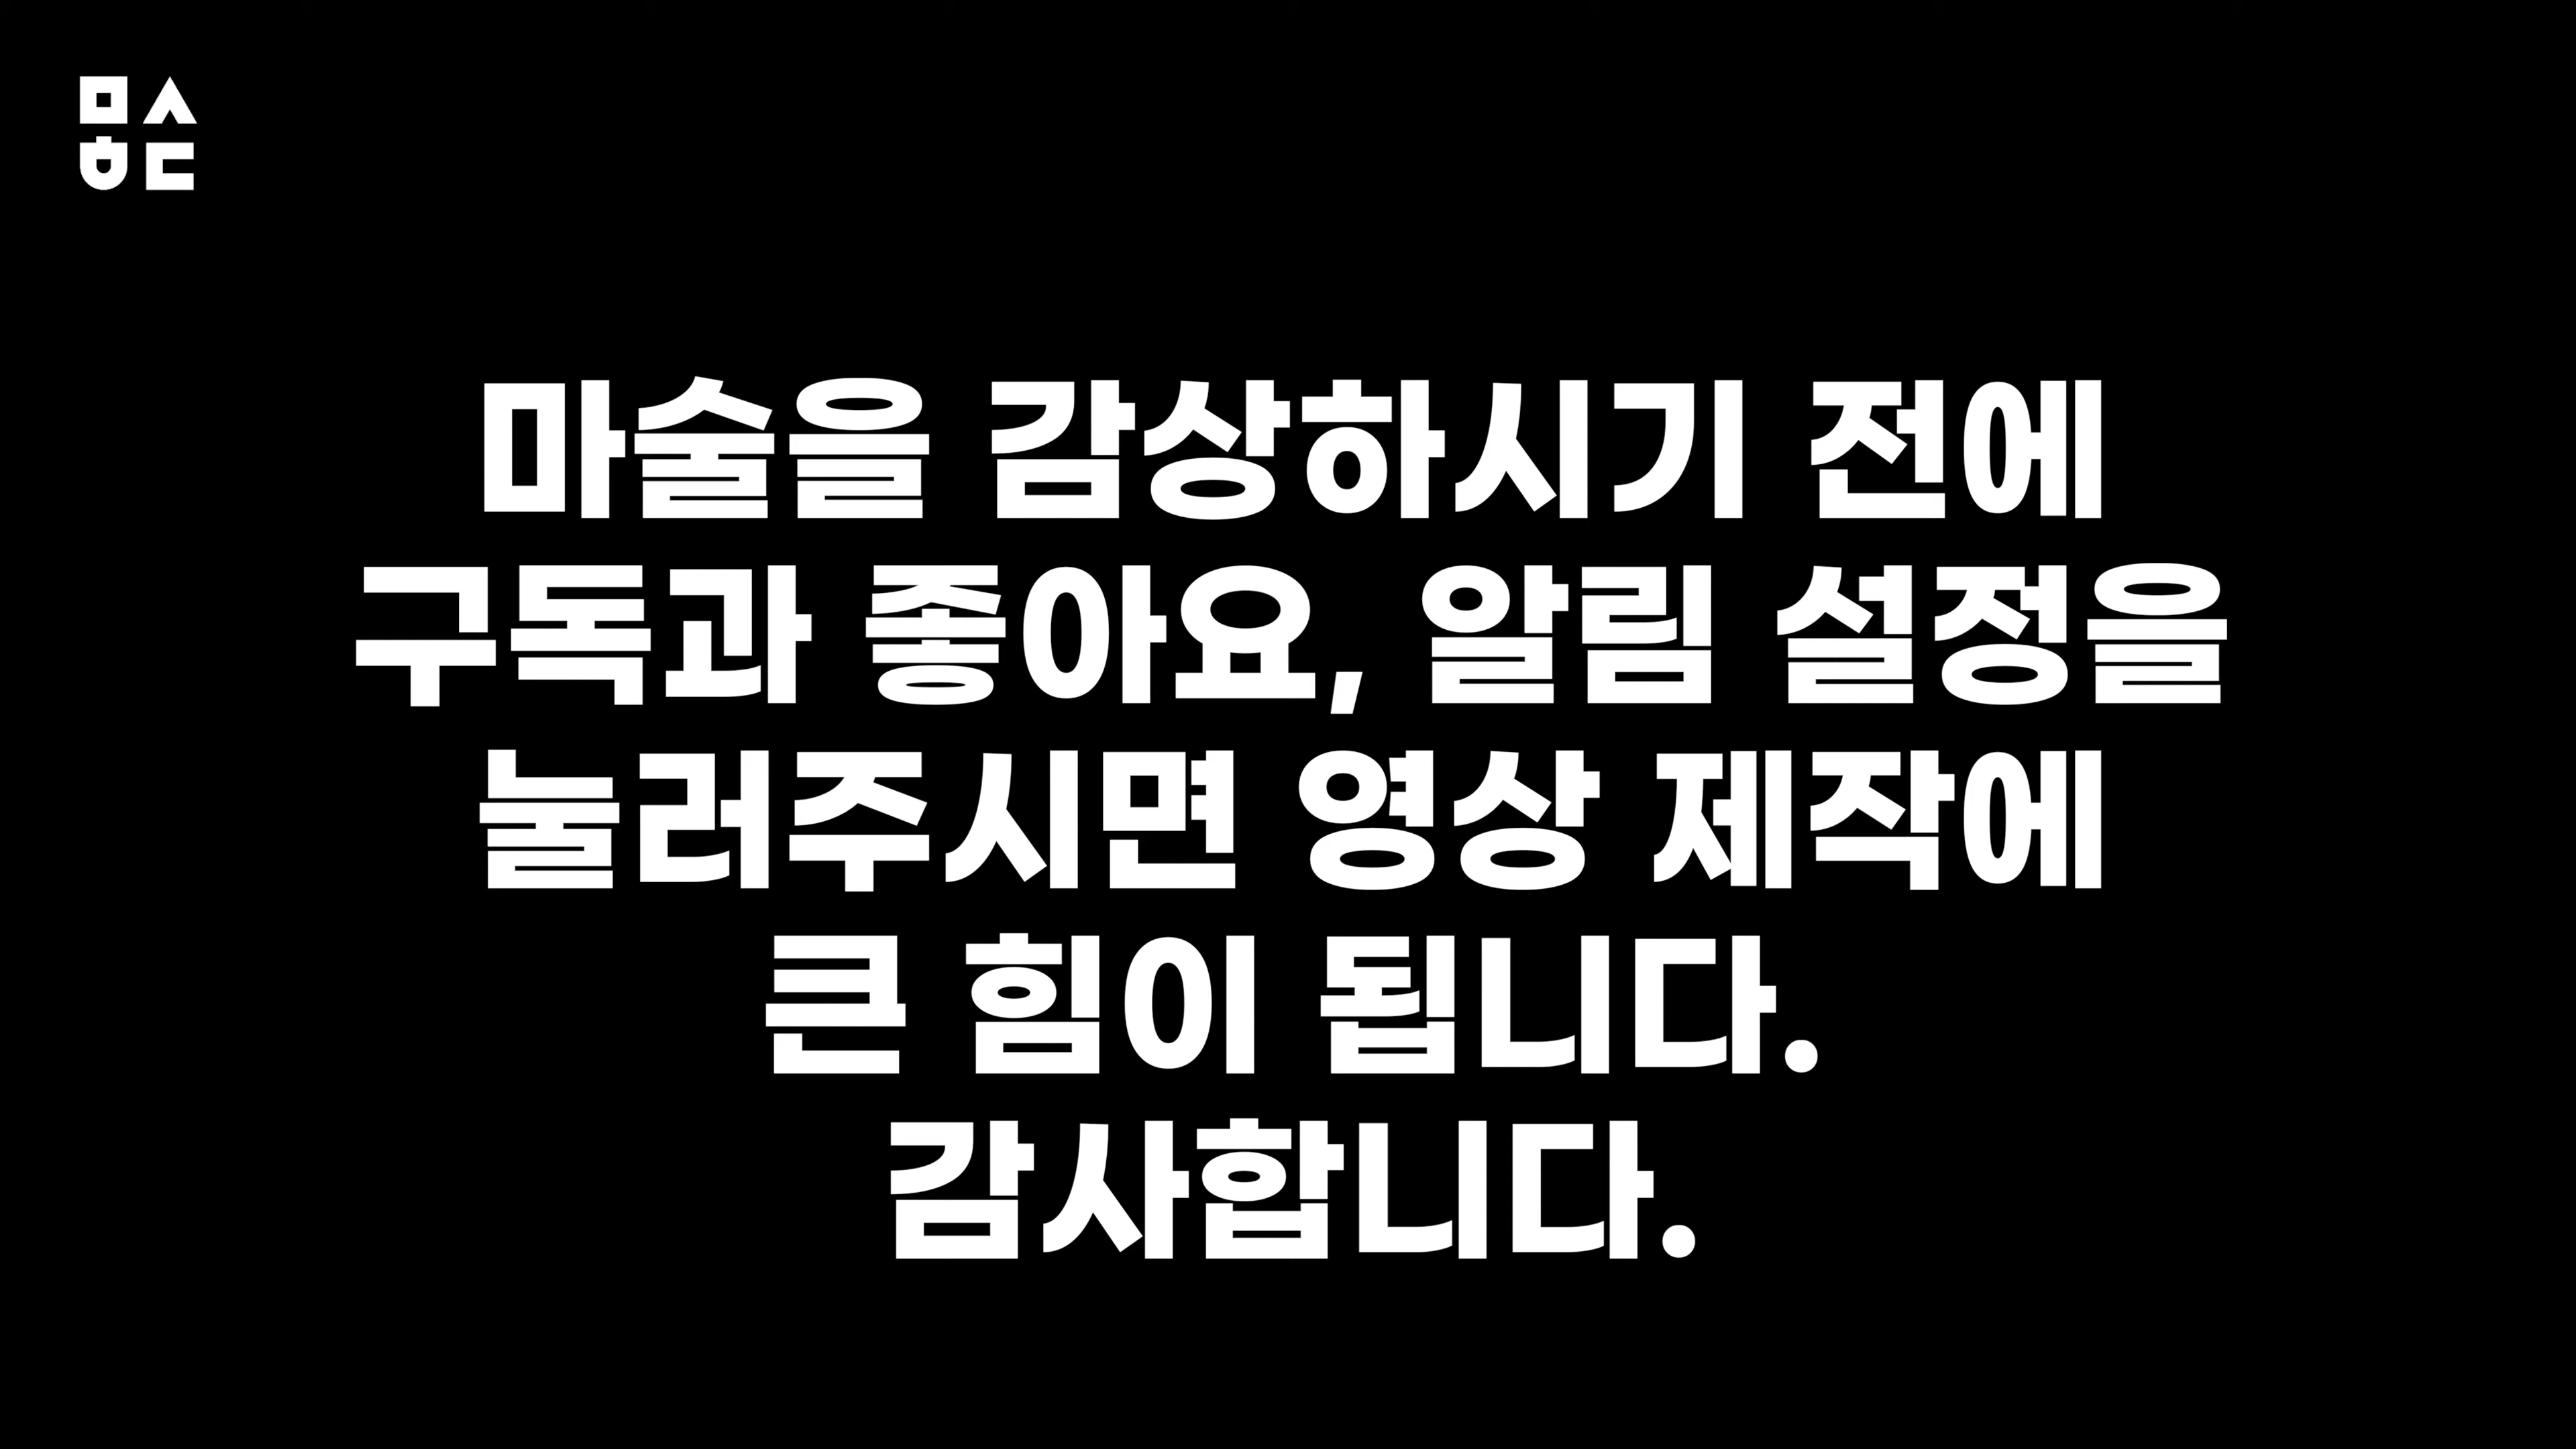 ㅁㅅ
ㅎㄷ
마술을 감상하시기 전에
구독과 좋아요, 알림 설정을
눌러주시면 영상 제작에
큰 힘이 됩니다.
감사합니다.